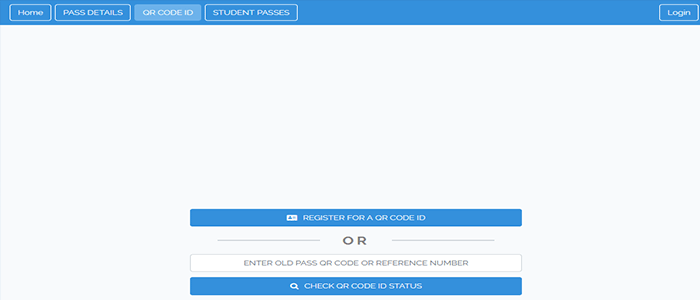 Home PASS DETAILS QR CODE ID STUDENT PASSES Login
REGISTER FOR A QR CODE ID
OR
ENTER OLD PASS QR CODE OR REFERENCE NUMBER
CHECK QR CODE ID STATUS